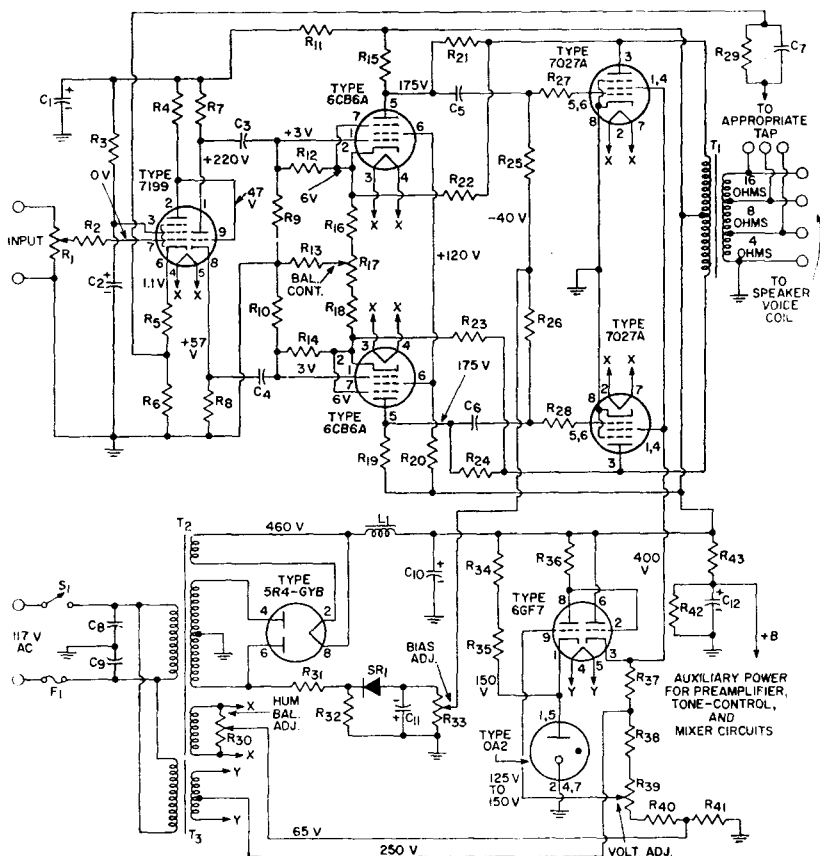 R11
R15
R21
R29
C7
TYPE 7027A
R4
R7
TYPE 6CB6A
175V
5
C5
R27
3
1,4
5,6
8
2
7
X
X
TO APPROPRIATE TAP
C1
+
R3
C3
+3V
7
1
2
6
R12
6V
3
4
X
X
R22
R25
T1
16 OHMS
8 OHMS
4 OHMS
+220V
TYPE 7199
0V
47 V
2
1
3
7
6
4
5
8
9
1.1V
X
X
INPUT
R1
R2
C2
R9
R16
R13
BAL. CONT.
R17
R18
+120V
-40V
R5
+57 V
R10
R14
X
X
R23
R26
TYPE 7027A
TO SPEAKER VOICE COIL
R6
R8
C4
3V
2
1
7
3
4
6
6V
TYPE 6CB6A
5
175V
C6
R28
X
X
2
7
8
5,6
1,4
3
R19
R20
R24
T2
460V
L1
TYPE 5R4-GYB
4
2
6
8
C10
+
R34
R36
TYPE 6GF7
400 V
R43
S1
117 V AC
C8
C9
F1
8
6
9
2
1
4
5
3
Y
Y
R35
150 V
R42
C12
+
+B
BIAS ADJ.
R31
SR1
R32
C11
+
R33
R37
AUXILIARY POWER FOR PREAMPLIFIER, TONE-CONTROL, AND MIXER CIRCUITS
X
HUM BAL. ADJ.
R30
X
TYPE OA2
1,5
2
4,7
125V TO 150V
R38
R39
Y
Y
T3
65 V
R40
R41
250 V
VOLT ADJ.